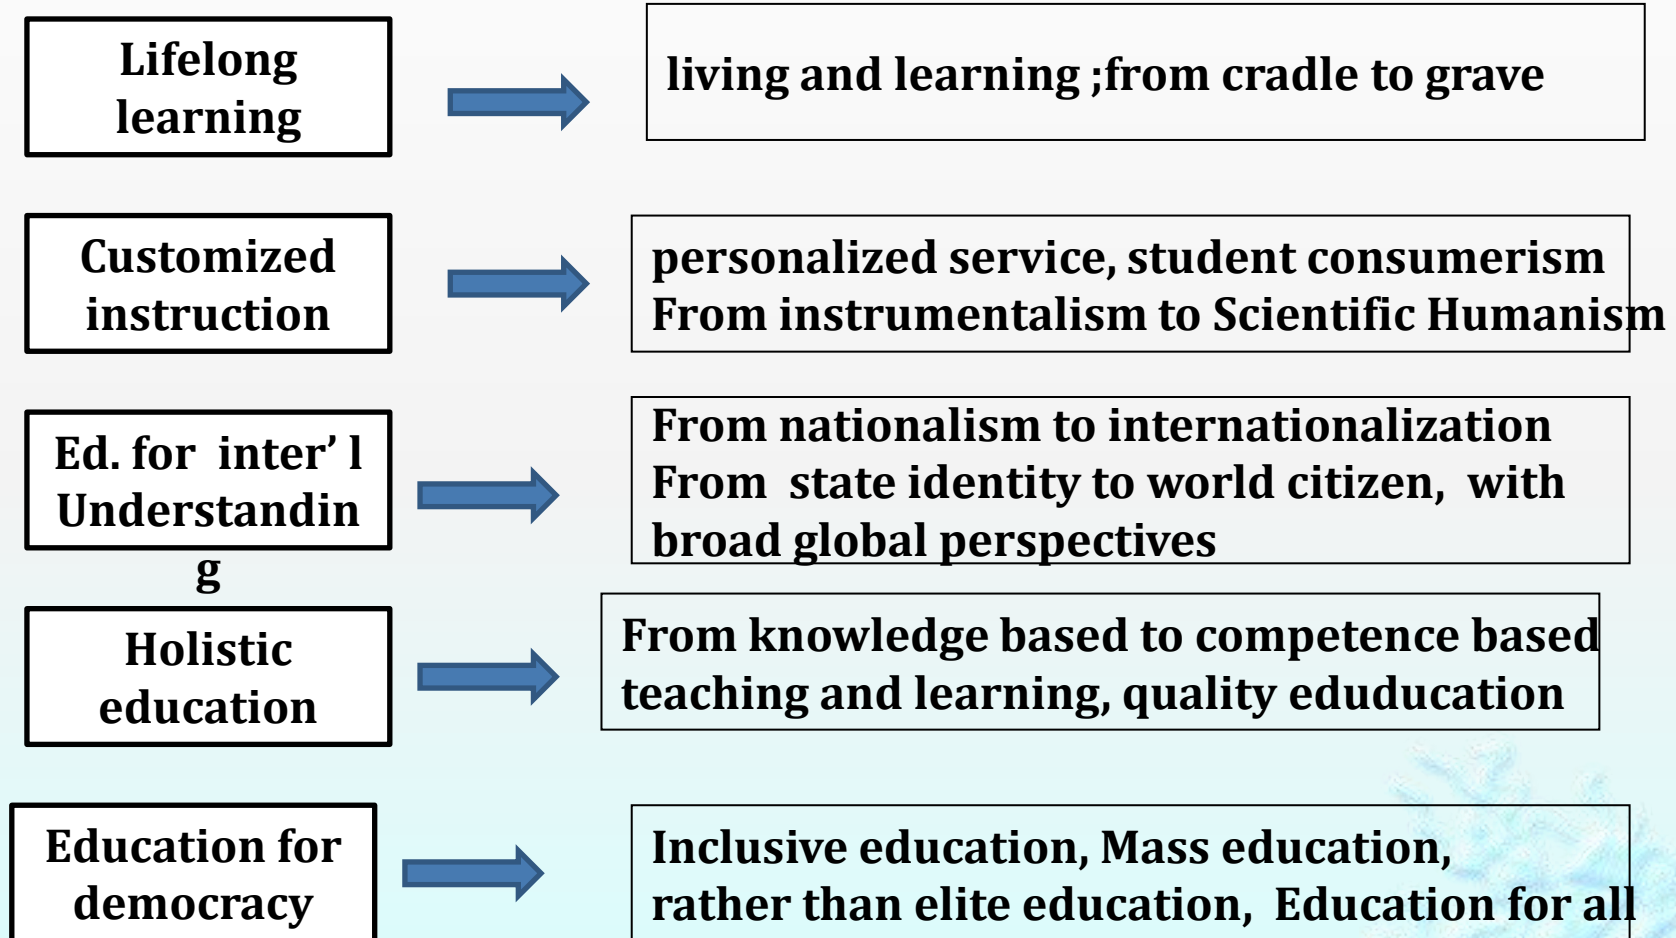 Lifelong
learning
living and learning ;from cradle to grave
Customized
instruction
personalized service, student consumerism
From instrumentalism to Scientific Humanism
Ed. for  inter’ l
Understandin
g
From nationalism to internationalization
From  state identity to world citizen,  with
broad global perspectives
Holistic
education
From knowledge based to competence based
teaching and learning, quality eduducation
Education for
democracy
Inclusive education, Mass education,
rather than elite education,  Education for all